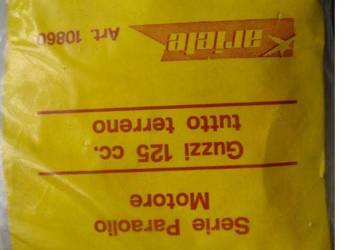 Serie Paraolio
Motore
Guzzi 125 cc.
tutto terreno
ariete
Art. 10860